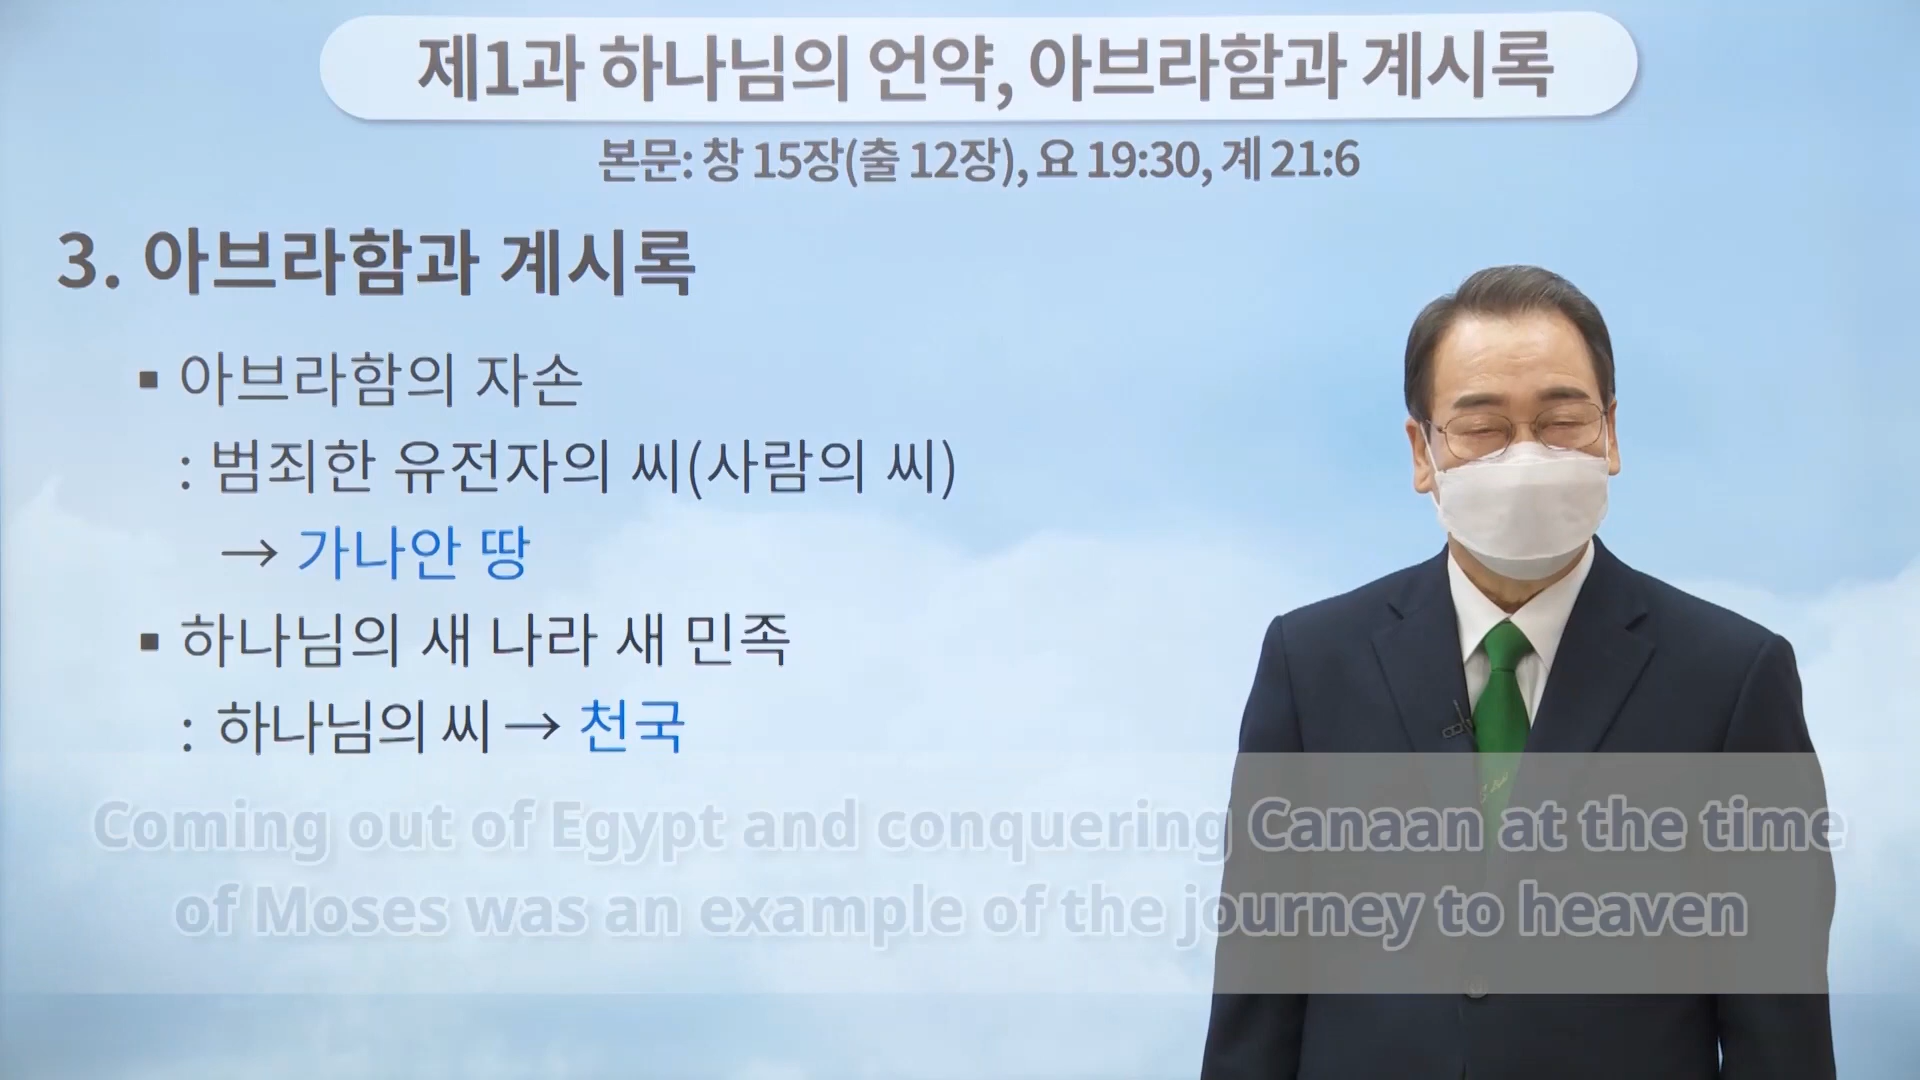 제1과 하나님의 언약, 아브라함과 계시록
본문: 창 15장(출 12장), 요 19:30, 계 21:6
3. 아브라함과 계시록
▪ 아브라함의 자손
: 범죄한 유전자의 씨(사람의 씨)
→ 가나안 땅
▪ 하나님의 새 나라 새 민족
: 하나님의 씨 → 천국
Coming out of Egypt and conquering Canaan at the time
of Moses was an example of the journey to heaven